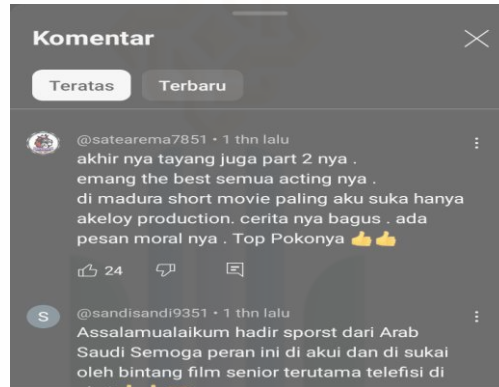 Komentar
Teratas
Terbaru
@satearema7851 • 1 thn lalu
akhir nya tayang juga part 2 nya .
emang the best semua acting nya .
di madura short movie paling aku suka hanya
akeloy production. cerita nya bagus . ada
pesan moral nya . Top Pokonya 👍👍
24
S
@sandisandi9351 • 1 thn lalu
Assalamualaikum hadir sporst dari Arab
Saudi Semoga peran ini di akui dan di sukai
oleh bintang film senior terutama telefisi di